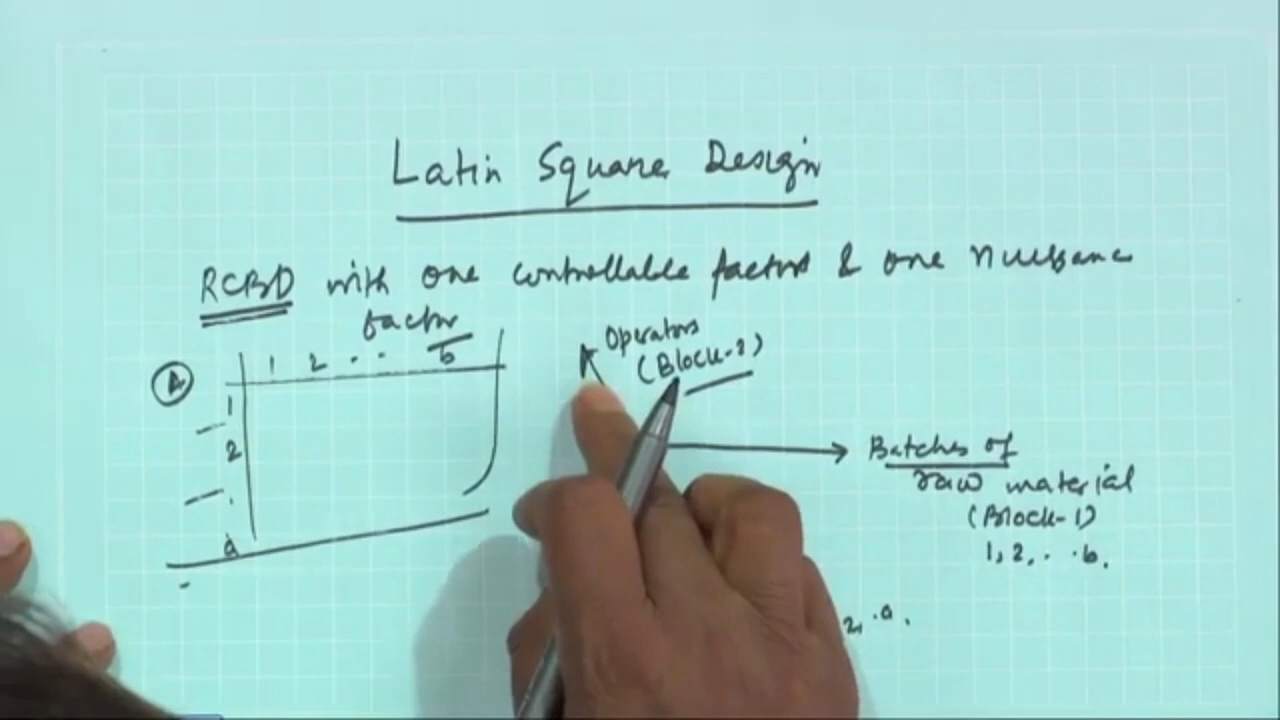 Latin Square Design
RCBD with one controllable factor & one nuisance
factor
A
1 2 . . b
1
2
.
a
Operators
(Block-2)
Batches of
raw material
(Block-1)
1, 2, . . b.
2, . a.